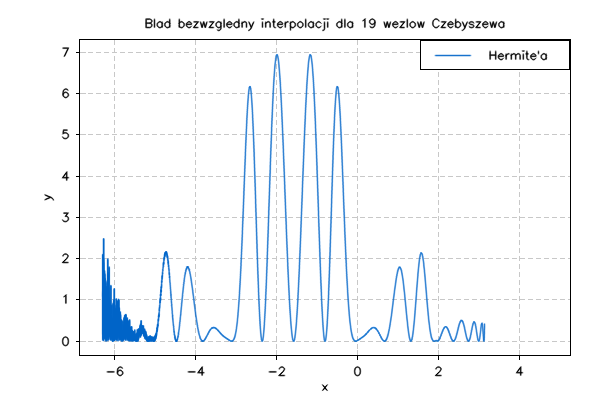 Blad bezwzgledny interpolacji dla 19 wezlow Czebyszewa
Hermite'a
7
6
5
4
3
2
1
0
y
−6 −4 −2 0 2 4
x